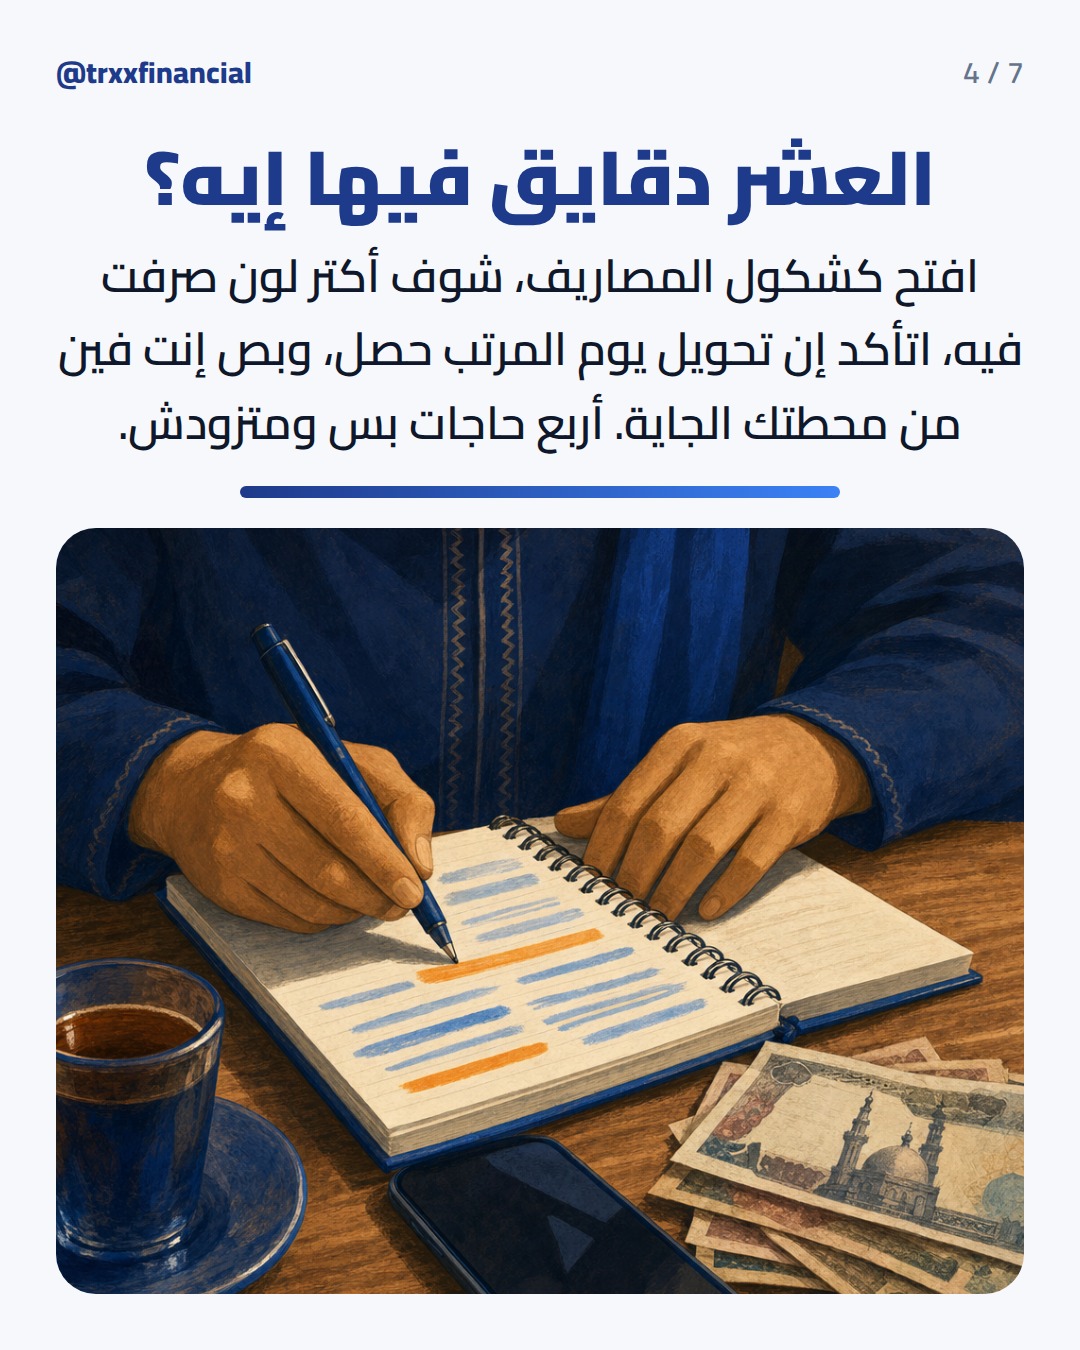 @trxxfinancial
4 / 7
العشر دقايق فيها إيه؟
افتح كشكول المصاريف، شوف أكتر لون صرفت
فيه، اتأكد إن تحويل يوم المرتب حصل، وبص إنت فين
من محطتك الجاية. أربع حاجات بس ومتزودش.